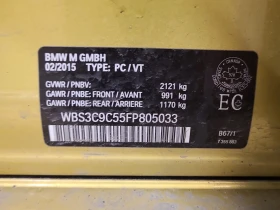 BMW M GMBH
02/2015 TYPE: PC / VT
GVWR / PNBV: 2121 kg
GAWR / PNBE: FRONT / AVANT 991 kg
GAWR / PNBE: REAR / ARRIERE 1170 kg
WBS3C9C55FP805033
EC
B67/1